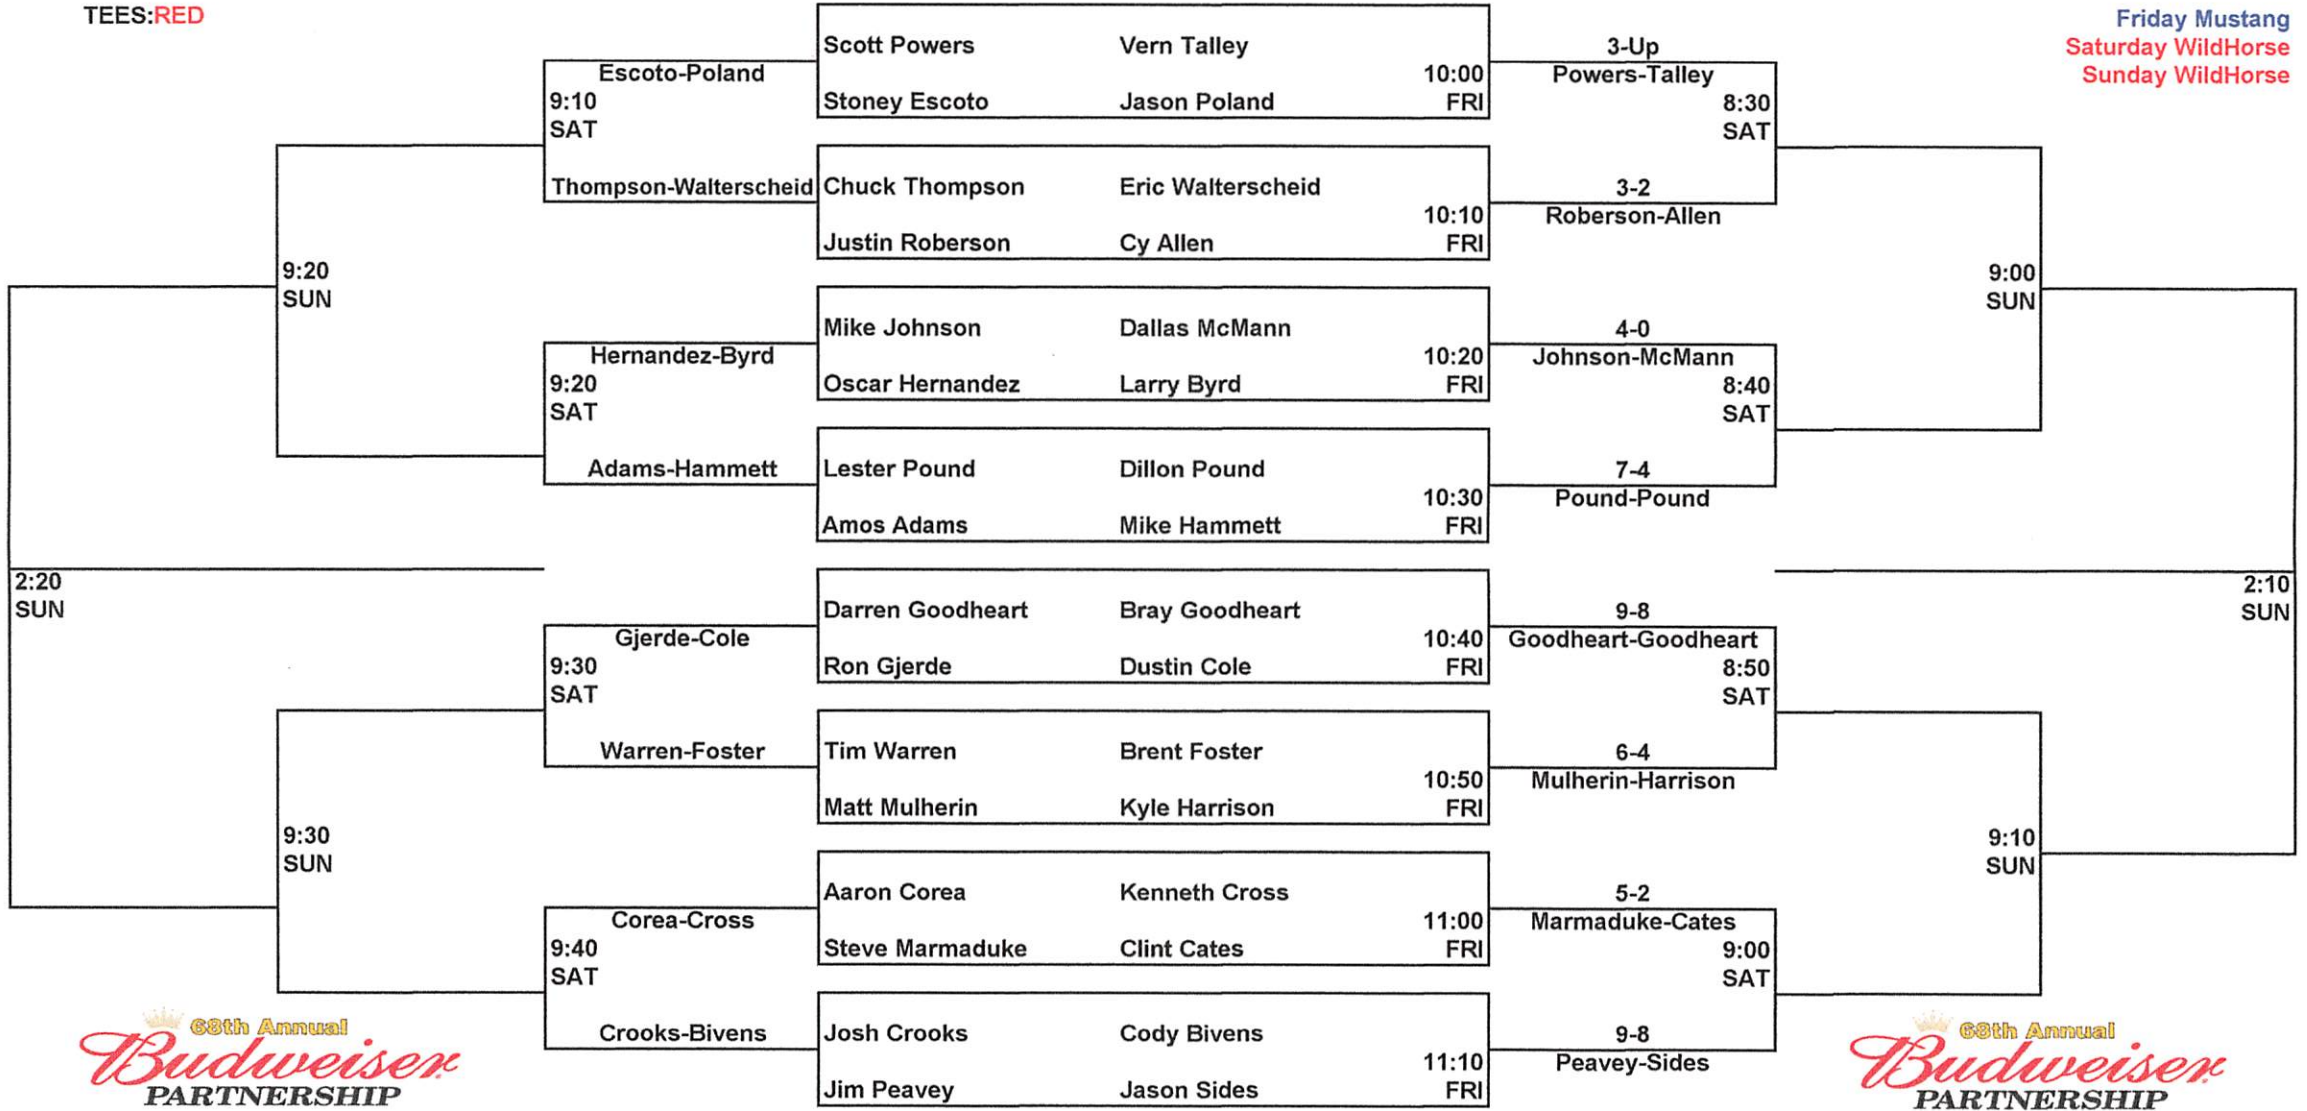 TEES:RED
Friday Mustang
Saturday WildHorse
Sunday WildHorse
Scott Powers Vern Talley
10:00
Stoney Escoto Jason Poland FRI
Chuck Thompson Eric Walterscheid
10:10
Justin Roberson Cy Allen FRI
Mike Johnson Dallas McMann
10:20
Oscar Hernandez Larry Byrd FRI
Lester Pound Dillon Pound
10:30
Amos Adams Mike Hammett FRI
Darren Goodheart Bray Goodheart
10:40
Ron Gjerde Dustin Cole FRI
Tim Warren Brent Foster
10:50
Matt Mulherin Kyle Harrison FRI
Aaron Corea Kenneth Cross
11:00
Steve Marmaduke Clint Cates FRI
Josh Crooks Cody Bivens
11:10
Jim Peavey Jason Sides FRI
Escoto-Poland
9:10
SAT
Thompson-Walterscheid
Hernandez-Byrd
9:20
SAT
Adams-Hammett
Gjerde-Cole
9:30
SAT
Warren-Foster
Corea-Cross
9:40
SAT
Crooks-Bivens
9:20
SUN
9:30
SUN
2:20
SUN
3-Up
Powers-Talley
8:30
SAT
3-2
Roberson-Allen
4-0
Johnson-McMann
8:40
SAT
7-4
Pound-Pound
9-8
Goodheart-Goodheart
8:50
SAT
6-4
Mulherin-Harrison
5-2
Marmaduke-Cates
9:00
SAT
9-8
Peavey-Sides
9:00
SUN
9:10
SUN
2:10
SUN
68th Annual
Budweiser
PARTNERSHIP
68th Annual
Budweiser
PARTNERSHIP